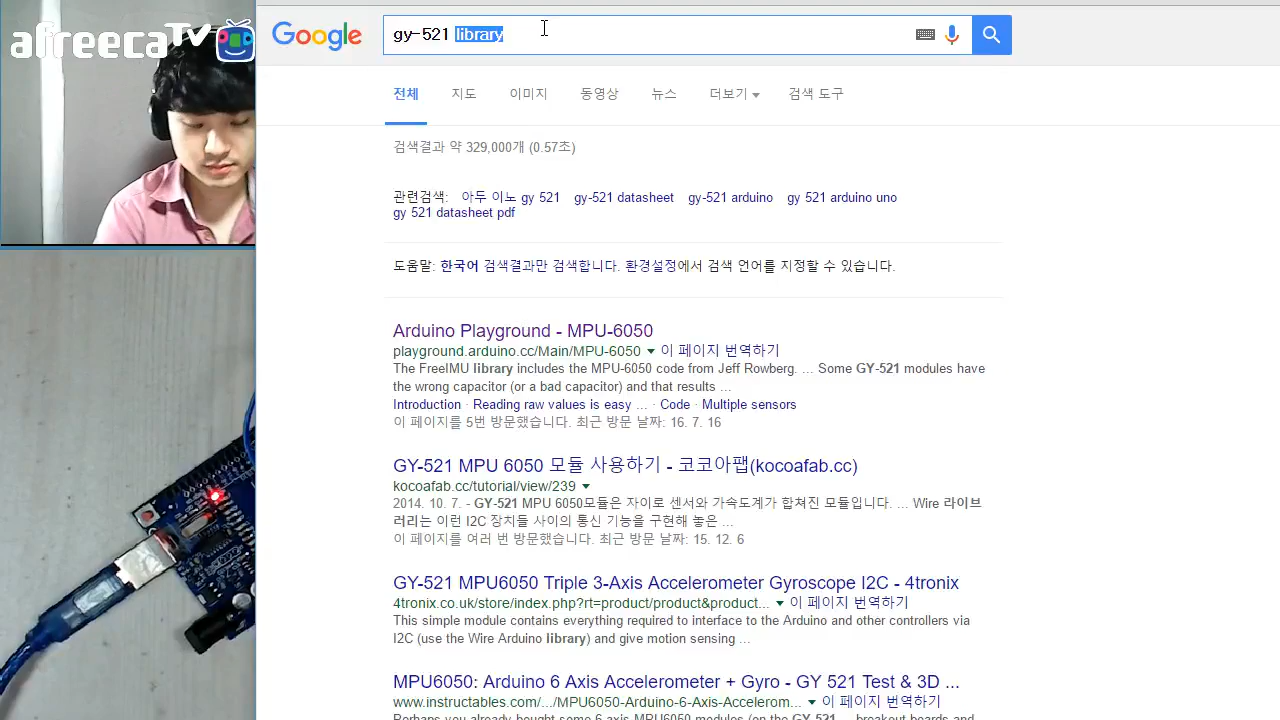 afreecaTV
Google
gy-521 library
전체 지도 이미지 동영상 뉴스 더보기 검색 도구
검색결과 약 329,000개 (0.57초)
관련검색: 아두 이노 gy 521 gy-521 datasheet gy-521 arduino gy 521 arduino uno
gy 521 datasheet pdf
도움말: 한국어 검색결과만 검색합니다. 환경설정에서 검색 언어를 지정할 수 있습니다.
Arduino Playground - MPU-6050
playground.arduino.cc/Main/MPU-6050 이 페이지 번역하기
The FreeIMU library includes the MPU-6050 code from Jeff Rowberg. ... Some GY-521 modules have
the wrong capacitor (or a bad capacitor) and that results ...
Introduction · Reading raw values is easy ... · Code · Multiple sensors
이 페이지를 5번 방문했습니다. 최근 방문 날짜: 16. 7. 16
GY-521 MPU 6050 모듈 사용하기 - 코코아팹(kocoafab.cc)
kocoafab.cc/tutorial/view/239
2014. 10. 7. - GY-521 MPU 6050모듈은 자이로 센서와 가속도계가 합쳐진 모듈입니다. ... Wire 라이브
러리는 이런 I2C 장치들 사이의 통신 기능을 구현해 놓은 ...
이 페이지를 여러 번 방문했습니다. 최근 방문 날짜: 15. 12. 6
GY-521 MPU6050 Triple 3-Axis Accelerometer Gyroscope I2C - 4tronix
4tronix.co.uk/store/index.php?rt=product/product&product... 이 페이지 번역하기
This simple module contains everything required to interface to the Arduino and other controllers via
I2C (use the Wire Arduino library) and give motion sensing ...
MPU6050: Arduino 6 Axis Accelerometer + Gyro - GY 521 Test & 3D ...
www.instructables.com/.../MPU6050-Arduino-6-Axis-Accelerom... 이 페이지 번역하기
Perhaps you already bought some 6 axis MPU6050 modules (on the GY-521 ... breakout boards and